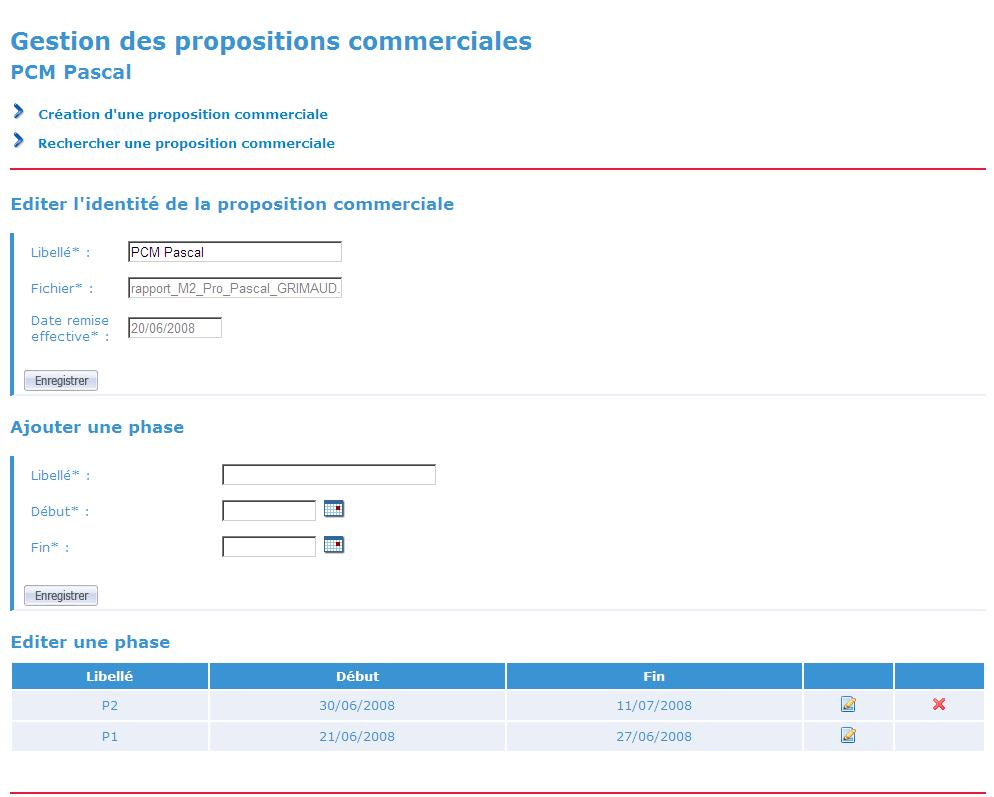 Gestion des propositions commerciales
PCM Pascal
Création d'une proposition commerciale
Rechercher une proposition commerciale
Editer l'identité de la proposition commerciale
Libellé* : PCM Pascal
Fichier* : rapport_M2_Pro_Pascal_GRIMAUD.
Date remise
effective* : 20/06/2008
Enregistrer
Ajouter une phase
Libellé* :
Début* :
Fin* :
Enregistrer
Editer une phase
Libellé Début Fin
P2 30/06/2008 11/07/2008
P1 21/06/2008 27/06/2008